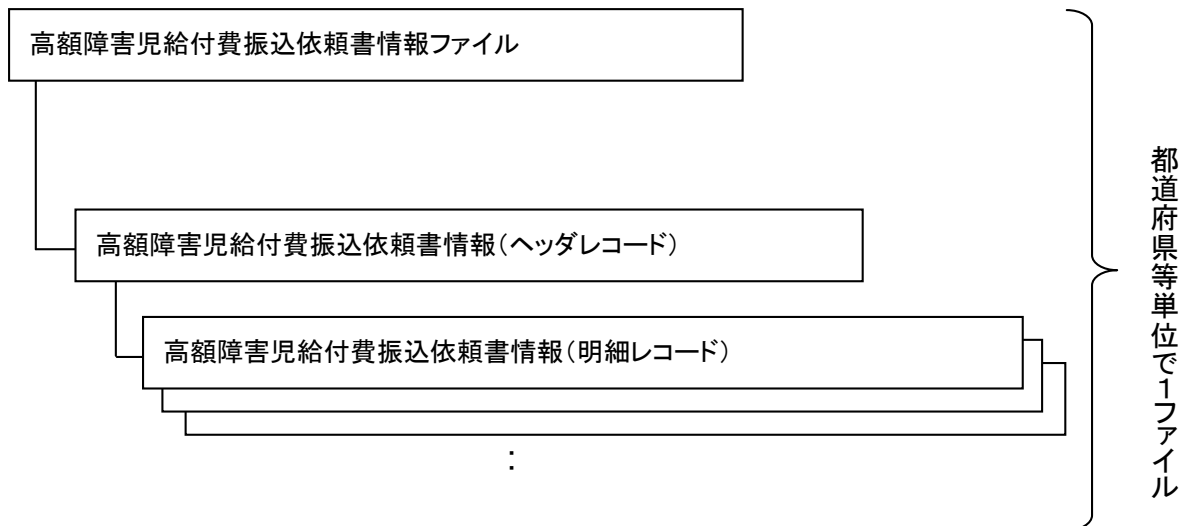 高額障害児給付費振込依頼書情報ファイル
高額障害児給付費振込依頼書情報（ヘッダレコード）
高額障害児給付費振込依頼書情報（明細レコード）
：
都道府県等単位で１ファイル